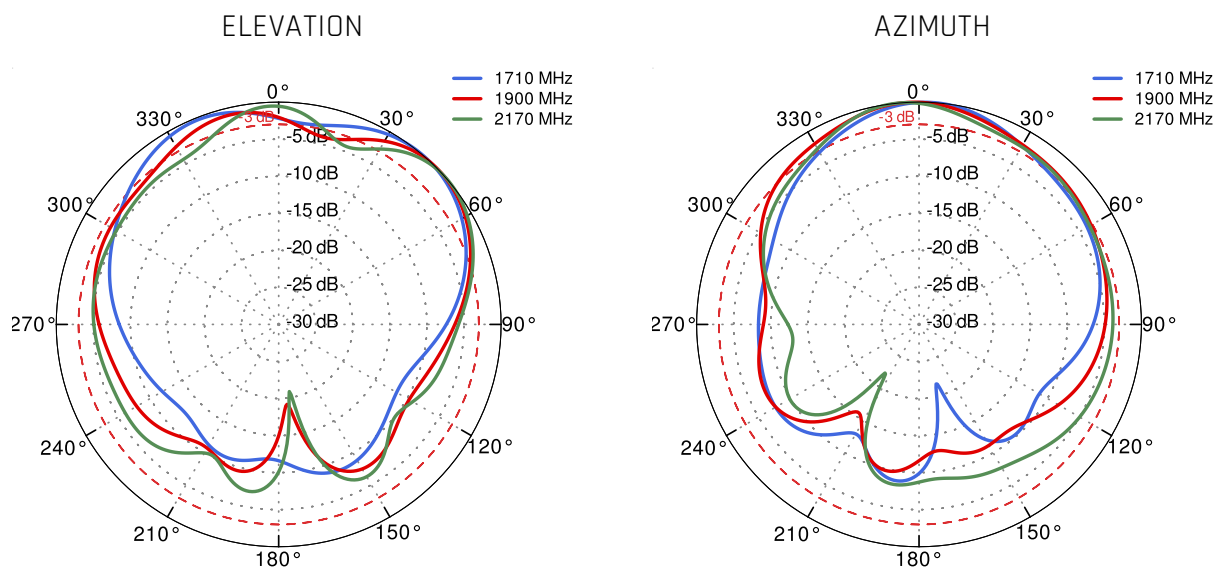 ELEVATION
1710 MHz
1900 MHz
2170 MHz
0°
330°
30°
-3 dB
-5 dB
-10 dB
300°
60°
-15 dB
-20 dB
-25 dB
270°
-30 dB
90°
240°
120°
210°
150°
180°
AZIMUTH
1710 MHz
1900 MHz
2170 MHz
0°
330°
30°
-3 dB
-5dB
-10 dB
300°
60°
-15 dB
-20 dB
-25 dB
270°
-30 dB
90°
240°
120°
210°
150°
180°